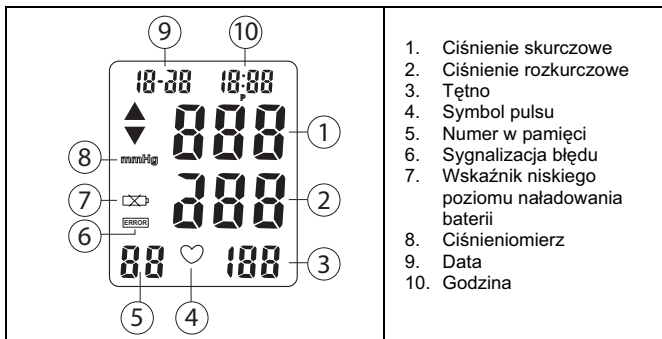 9 10
18-28 18:88
P
888 1
8 mmHg
7 288 2
6 ERROR
88 188 3
5 4
1. Ciśnienie skurczowe
2. Ciśnienie rozkurczowe
3. Tętno
4. Symbol pulsu
5. Numer w pamięci
6. Sygnalizacja błędu
7. Wskaźnik niskiego
poziomu naładowania
baterii
8. Ciśnieniomierz
9. Data
10. Godzina